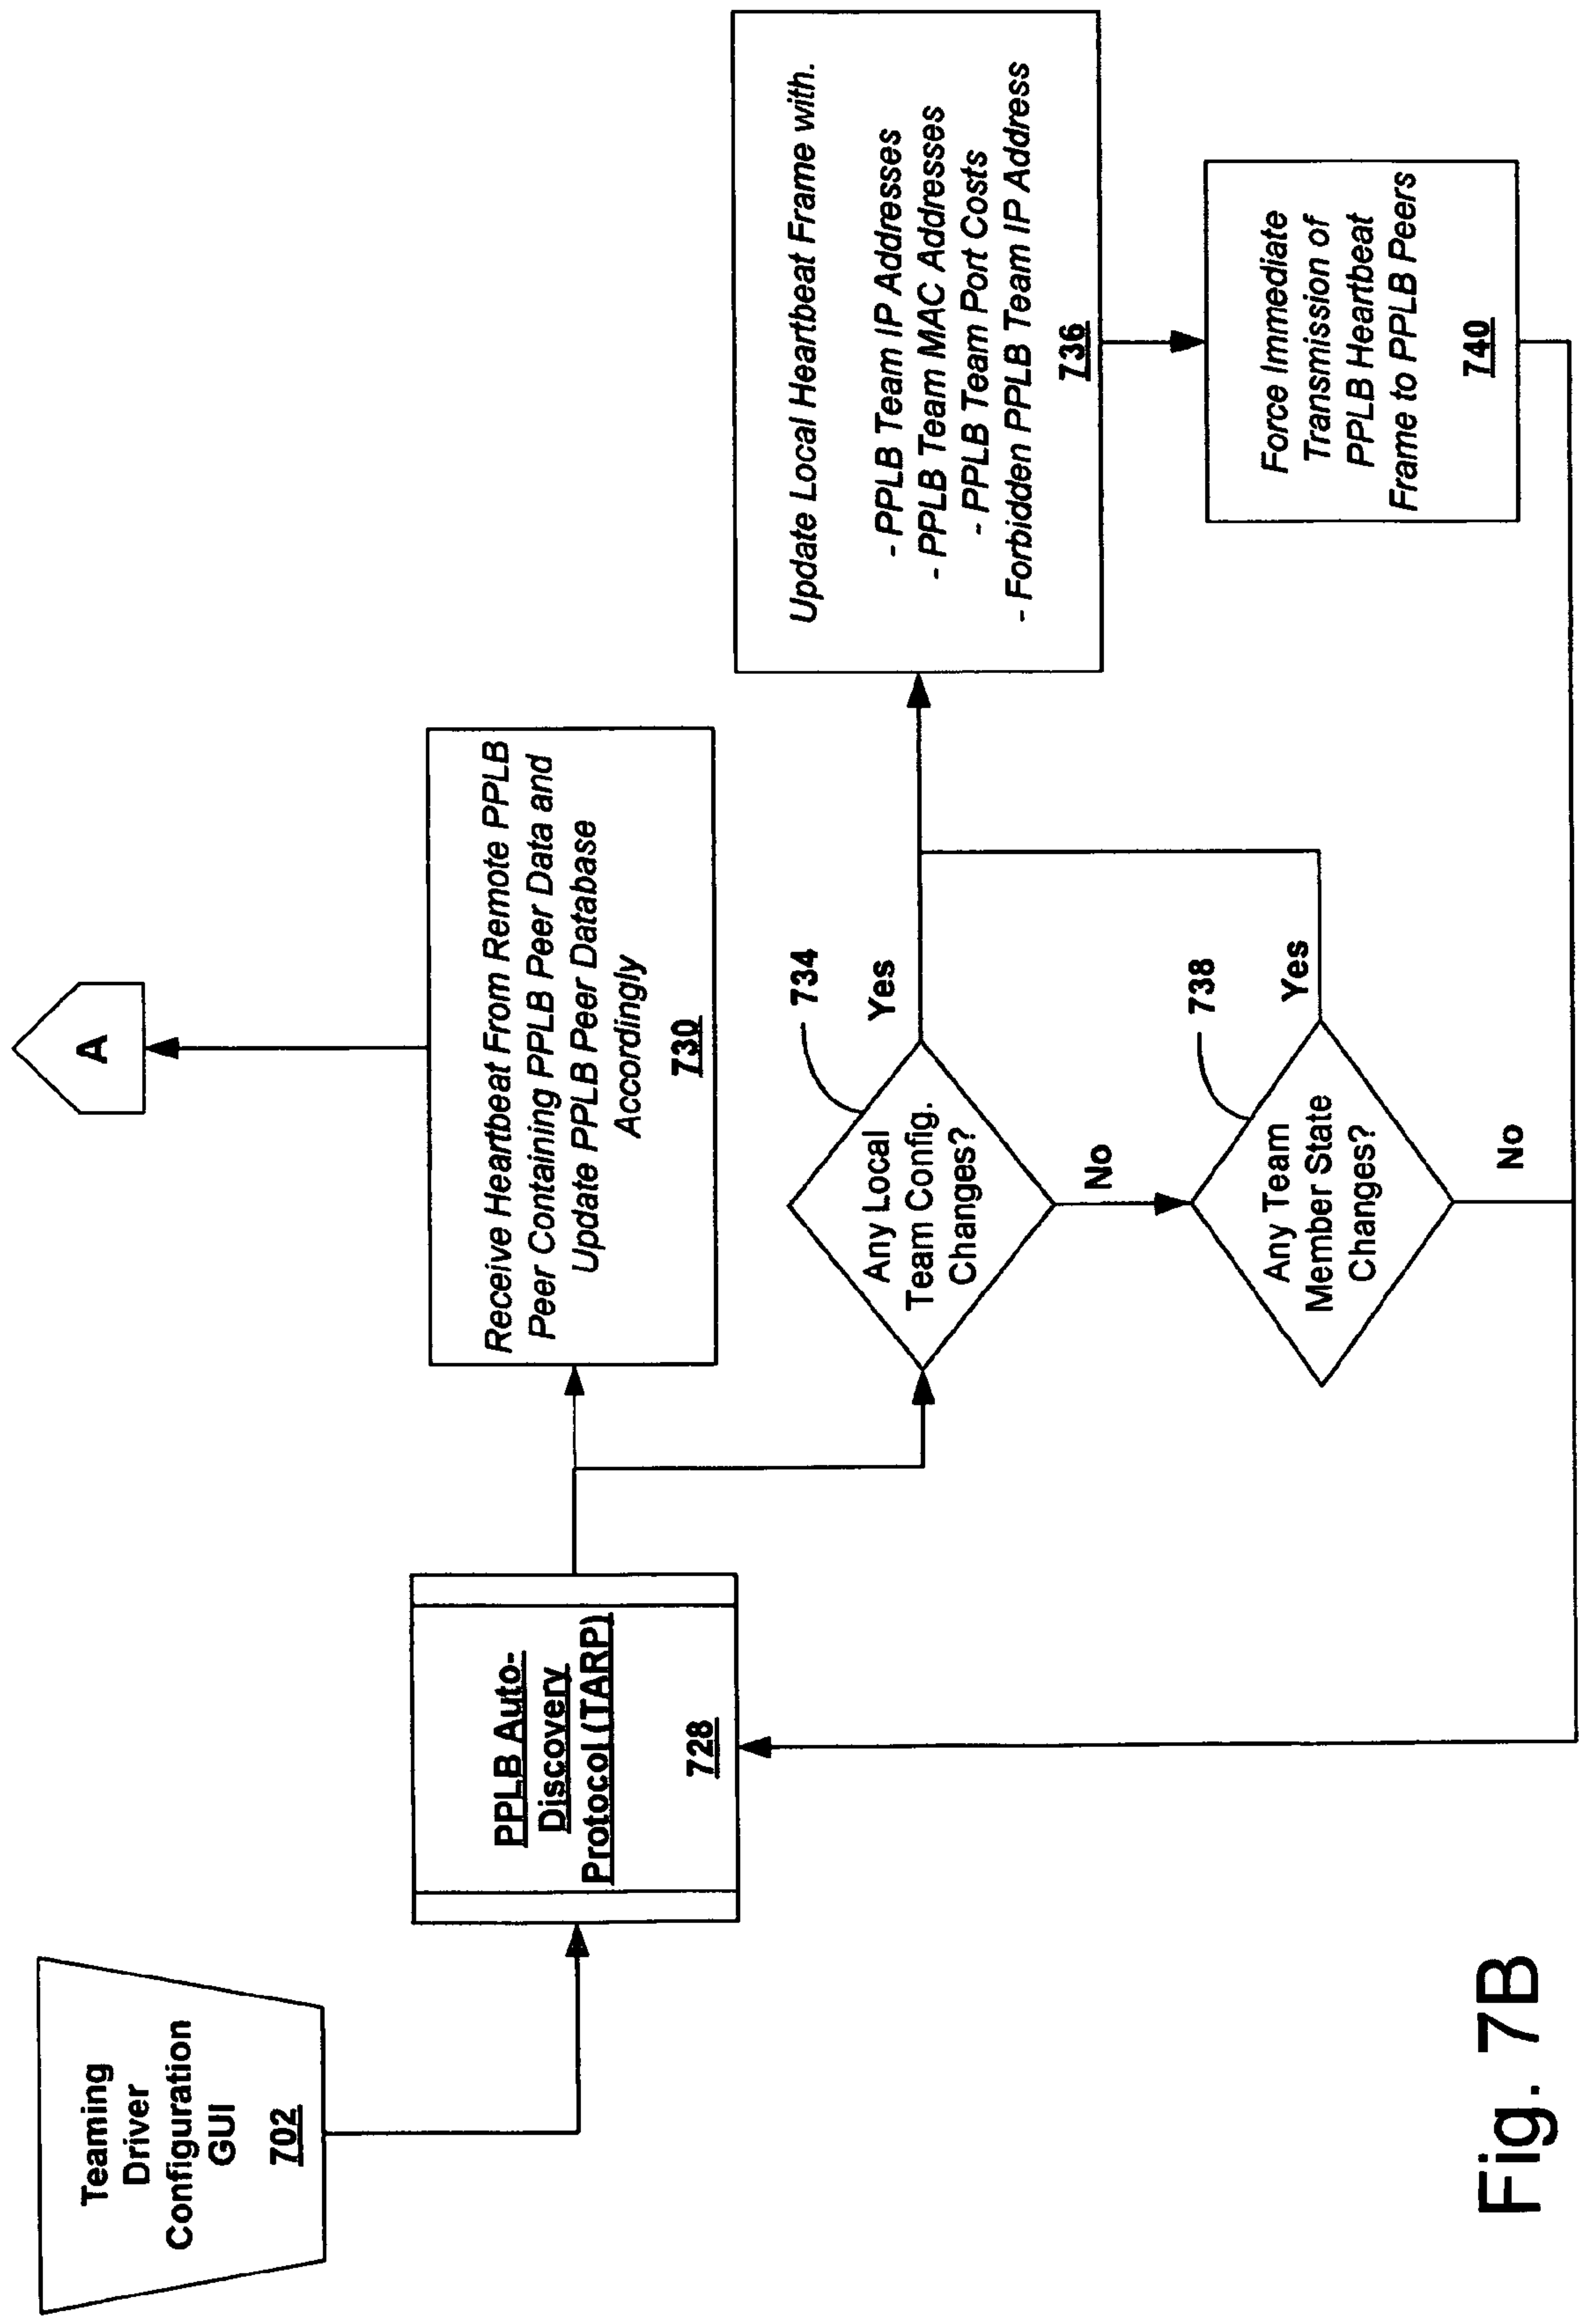 Teaming
Driver
Configuration
GUI
702
PPLB Auto-
Discovery
Protocol (TARP)
728
A
Receive Heartbeat From Remote PPLB
Peer Containing PPLB Peer Data and
Update PPLB Peer Database
Accordingly
730
Any Local
Team Config.
Changes?
734
Yes
No
Any Team
Member State
Changes?
738
Yes
No
Update Local Heartbeat Frame with.
- PPLB Team IP Addresses
- PPLB Team MAC Addresses
- PPLB Team Port Costs
- Forbidden PPLB Team IP Address
736
Force Immediate
Transmission of
PPLB Heartbeat
Frame to PPLB Peers
740
Fig. 7B